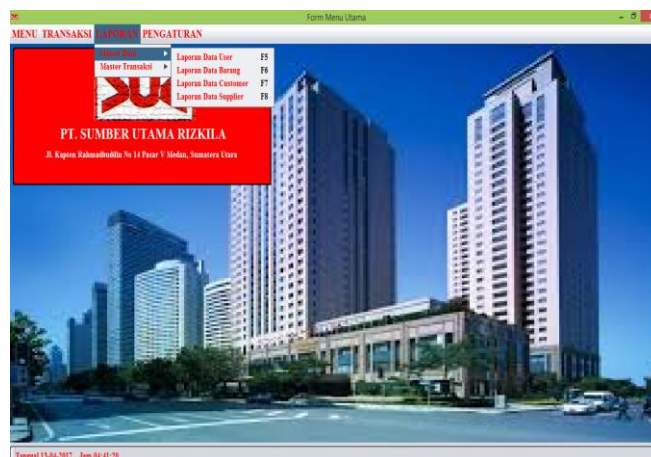 Form Menu Utama
MENU TRANSAKSI LAPORAN PENGATURAN
Master Data
Master Transaksi
Laporan Data User F5
Laporan Data Barang F6
Laporan Data Customer F7
Laporan Data Supplier F8
PT. SUMBER UTAMA RIZKILA
Jl. Kapten Rahmadbuddin No 14 Pasar V Medan, Sumatera Utara
Tanggal 13-04-2017 Jam 04:41:20